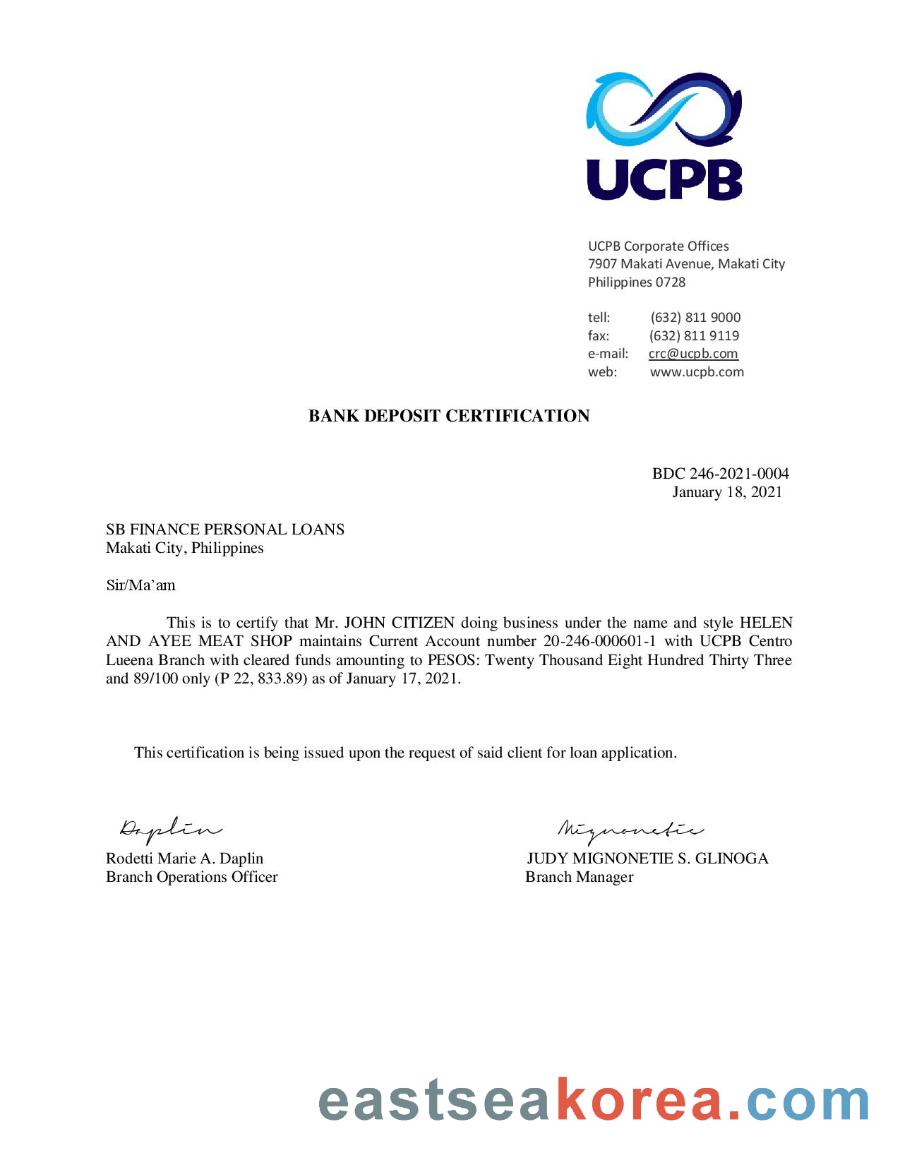 UCPB
UCPB Corporate Offices
7907 Makati Avenue, Makati City
Philippines 0728
tell: (632) 811 9000
fax: (632) 811 9119
e-mail: crc@ucpb.com
web: www.ucpb.com
BANK DEPOSIT CERTIFICATION
BDC 246-2021-0004
January 18, 2021
SB FINANCE PERSONAL LOANS
Makati City, Philippines
Sir/Ma’am
This is to certify that Mr. JOHN CITIZEN doing business under the name and style HELEN
AND AYEE MEAT SHOP maintains Current Account number 20-246-000601-1 with UCPB Centro
Lueena Branch with cleared funds amounting to PESOS: Twenty Thousand Eight Hundred Thirty Three
and 89/100 only (P 22, 833.89) as of January 17, 2021.
This certification is being issued upon the request of said client for loan application.
Daplin Mignonetie
Rodetti Marie A. Daplin JUDY MIGNONETIE S. GLINOGA
Branch Operations Officer Branch Manager
eastseakorea.com